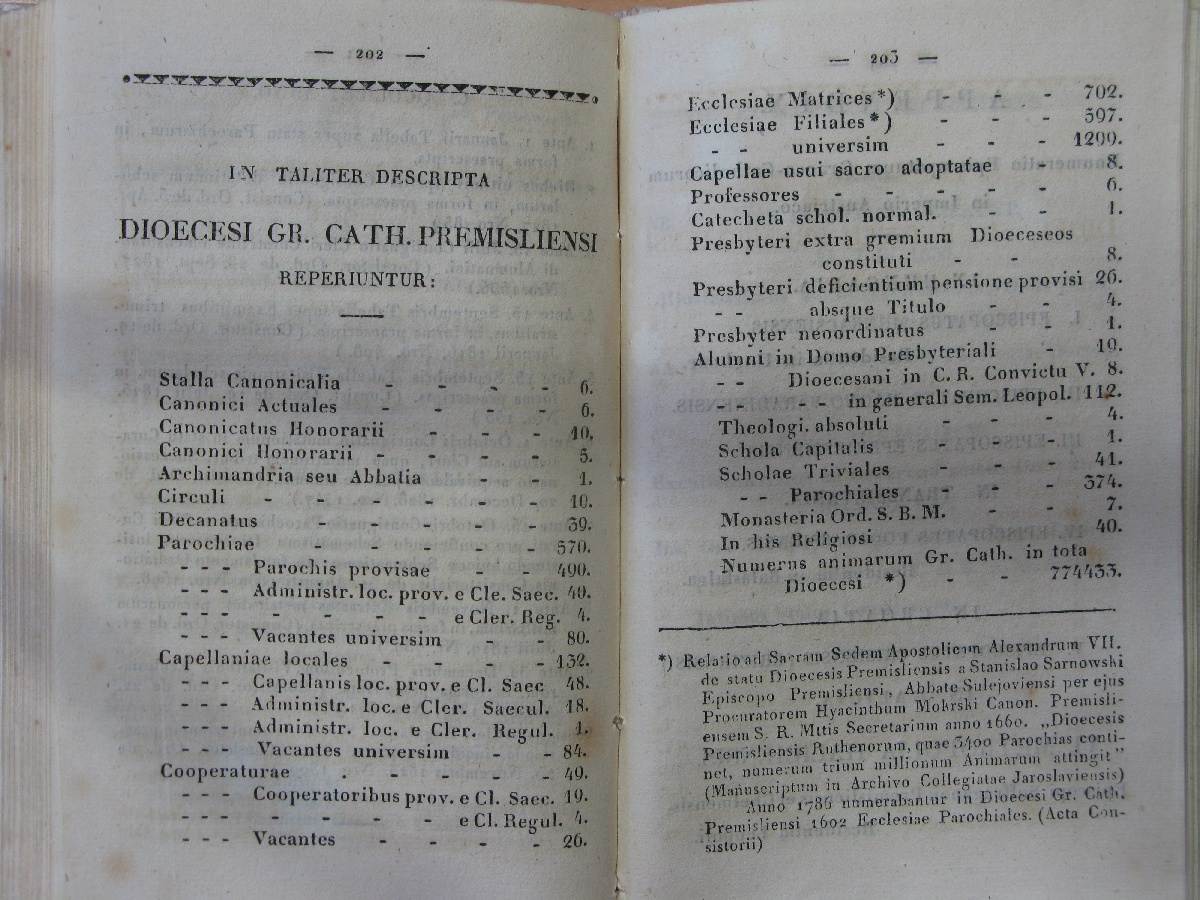 — 202 —
IN TALITER DESCRIPTA
DIOECESI GR. CATH. PREMISLIENSI
REPERIUNTUR:
Stalla Canonicalia - - - - 6.
Canonici Actuales - - - - 6.
Canonicatus Honorarii - - - 10.
Canonici Honorarii - - - - 5.
Archimandria seu Abbatia - - - 1.
Circuli - - - - - - 10.
Decanatus - - - - - 39.
Parochiae - - - - - 570.
- - - Parochis provisae - - 490.
- - - Administr. loc. prov. e Cle. Saec. 40.
- - - - - - - e Cler. Reg. 4.
- - - Vacantes universim - - 80.
Capellaniae locales - - - - 132.
- - - Capellanis loc. prov. e Cl. Saec 48.
- - - Administr. loc. e Cler. Saecul. 18.
- - - Administr. loc. e Cler. Regul. 1.
- - - Vacantes universim - - 84.
Cooperaturae - - - - - 49.
- - - Cooperatoribus prov. e Cl. Saec. 19.
- - - - - - - e Cl. Regul. 4.
- - - Vacantes - - - - 26.
— 203 —
Ecclesiae Matrices *) - - - 702.
Ecclesiae Filiales *) - - - 597.
- - universim - - - 1299.
Capellae usui sacro adoptatae - 8.
Professores - - - - - 6.
Catecheta schol. normal. - - 1.
Presbyteri extra gremium Dioeceseos
constituti - - 8.
Presbyteri deficientium pensione provisi 26.
- - absque Titulo - - 4.
Presbyter neoordinatus - - 1.
Alumni in Domo Presbyteriali - 19.
- - Dioecesani in C. R. Convictu V. 8.
- - - - in generali Sem. Leopol. 112.
Theologi. absoluti - - - 4.
Schola Capitalis - - - 1.
Scholae Triviales - - - 41.
- - Parochiales - - - 374.
Monasteria Ord. S. B. M. - - 7.
In his Religiosi 40.
Numerus animarum Gr. Cath. in tota
Dioecesi *) - - 774433.
*) Relatio ad Sacram Sedem Apostolicam Alexandrum VII.
de statu Dioecesis Premisliensis a Stanislao Sarnowski
Episcopo Premisliensi, Abbate Sulejoviensi per ejus
Procuratorem Hyacinthum Mokrski Canon. Premisli-
ensem S. R. Mttis Secretarium anno 1660. „Dioecesis
Premisliensis Ruthenorum, quae 3400 Parochias conti-
net, numerum trium millionum Animarum attingit"
(Manuscriptum in Archivo Collegiatae Jaroslaviensis)
Anno 1786 numerabantur in Dioecesi Gr. Cath.
Premisliensi 1602 Ecclesiae Parochiales. (Acta Con-
sistorii)